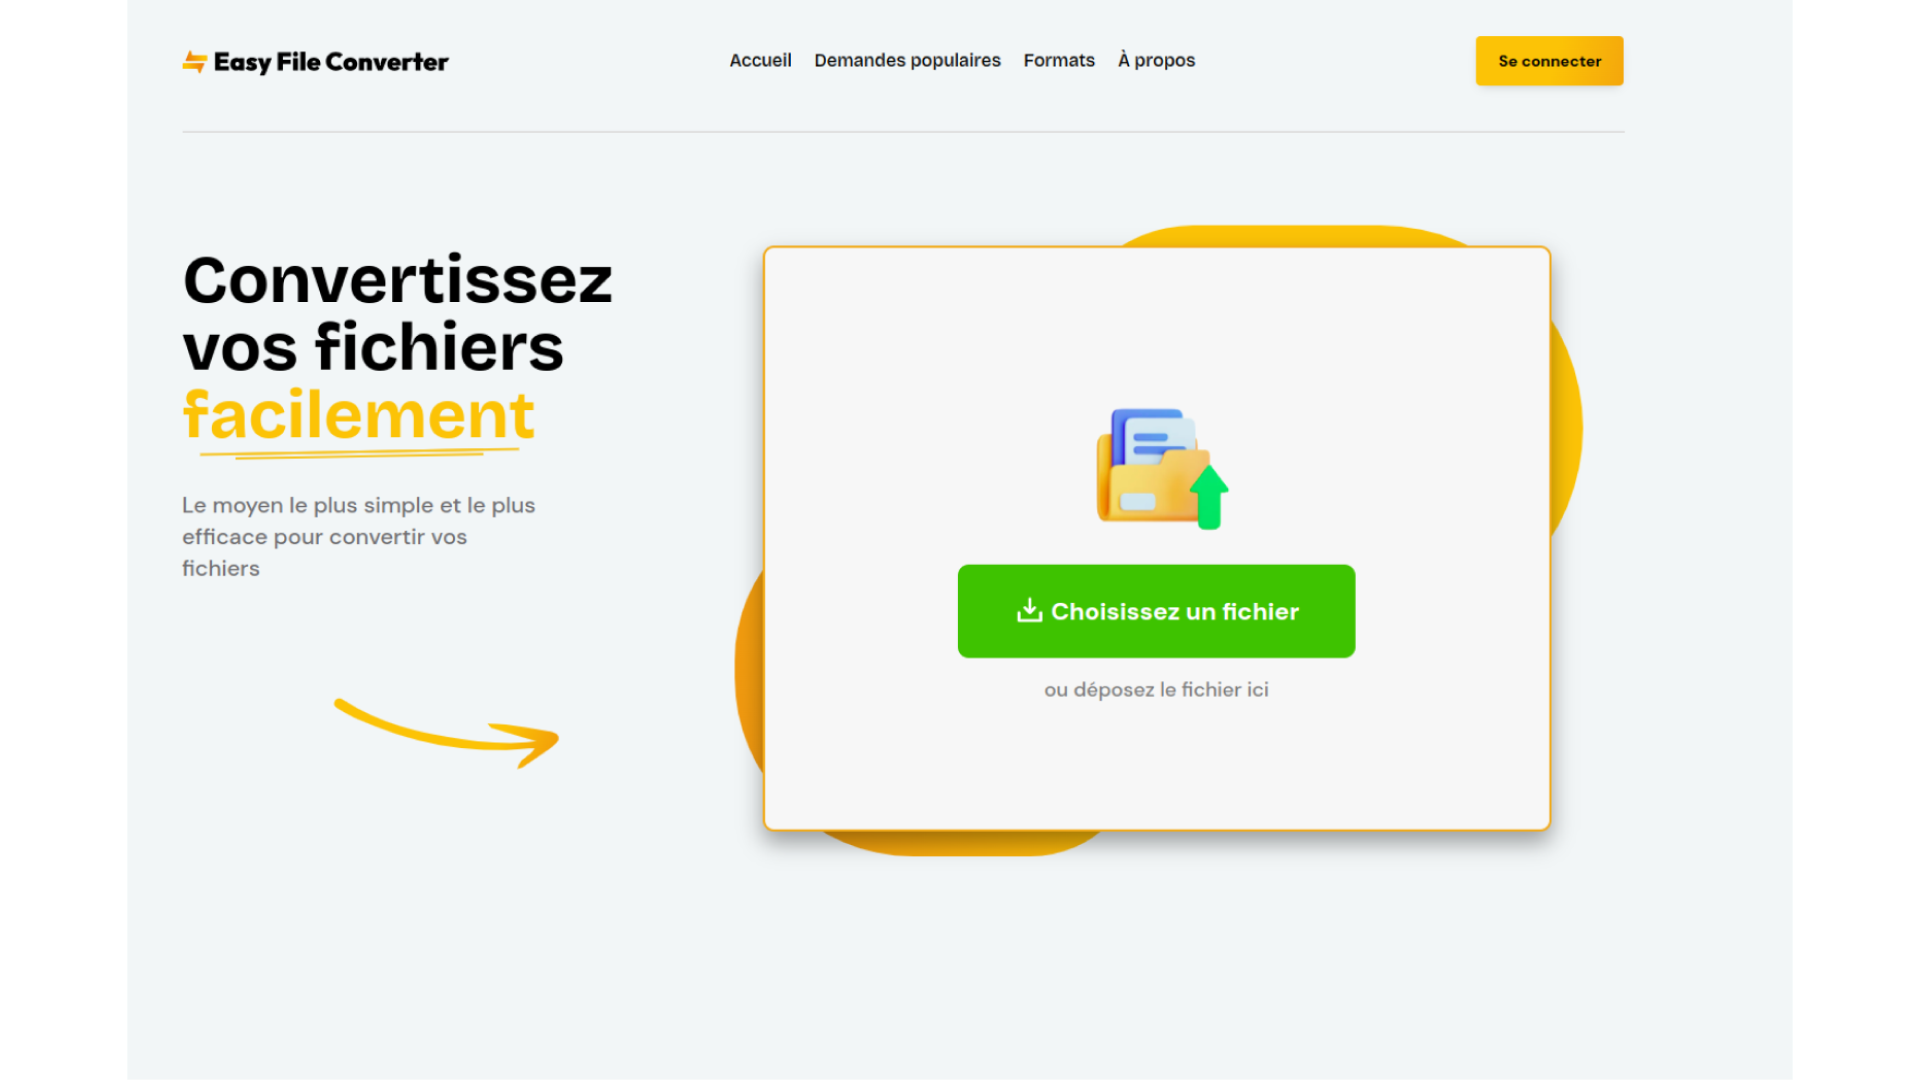 Easy File Converter
Accueil Demandes populaires Formats À propos
Se connecter
Convertissez
vos fichiers
facilement
Le moyen le plus simple et le plus
efficace pour convertir vos
fichiers
Choisissez un fichier
ou déposez le fichier ici